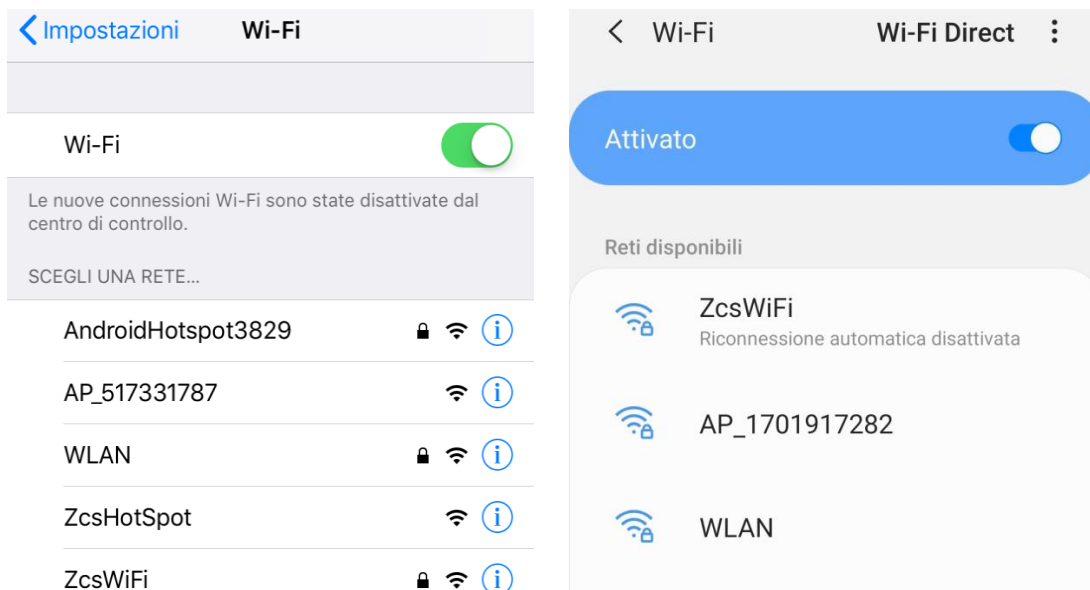 Impostazioni Wi-Fi
Wi-Fi
Le nuove connessioni Wi-Fi sono state disattivate dal
centro di controllo.
SCEGLI UNA RETE...
AndroidHotspot3829
AP_517331787
WLAN
ZcsHotSpot
ZcsWiFi
Wi-Fi Wi-Fi Direct
Attivato
Reti disponibili
ZcsWiFi
Riconnessione automatica disattivata
AP_1701917282
WLAN